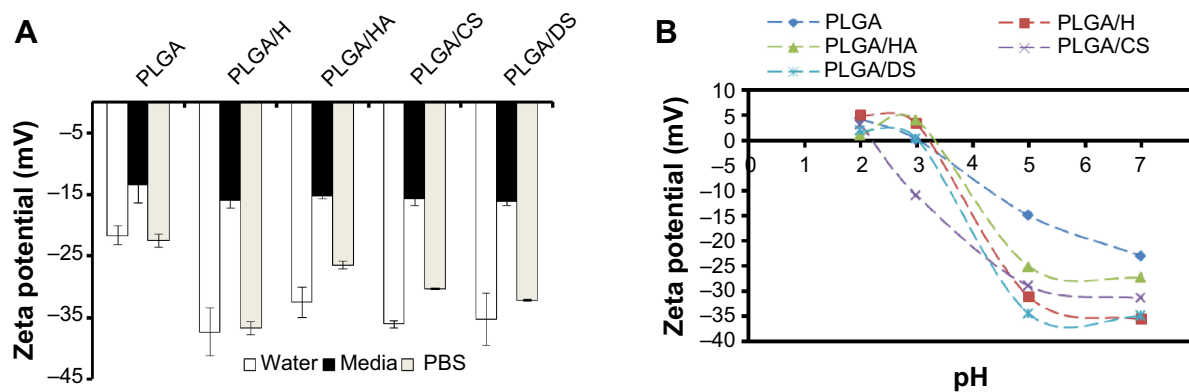 A
PLGA
PLGA/H
PLGA/HA
PLGA/CS
PLGA/DS
–5
–15
–25
–35
–45
Zeta potential (mV)
Water Media PBS
B
PLGA PLGA/H
PLGA/HA PLGA/CS
PLGA/DS
10
5
0
–5
–10
–15
–20
–25
–30
–35
–40
Zeta potential (mV)
0 1 2 3 4 5 6 7
pH